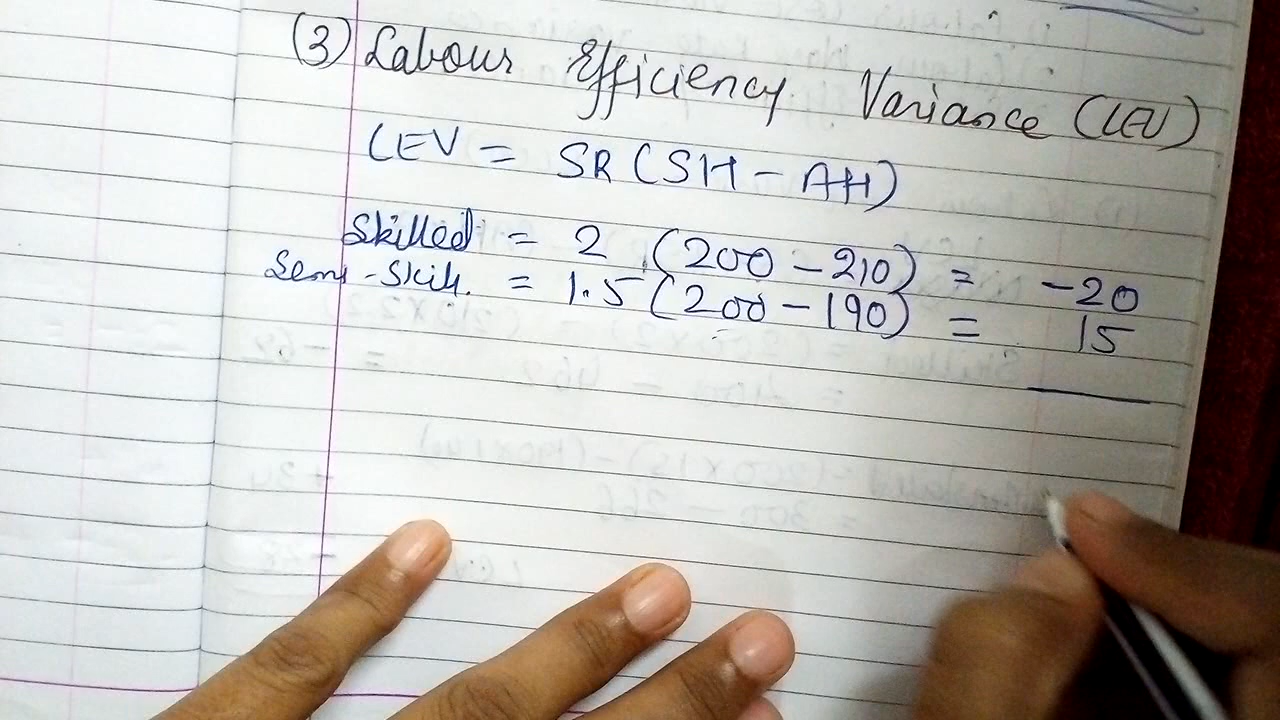 (3) Labour Efficiency Variance (LEV)
LEV = SR (SH - AH)
Skilled = 2 (200 - 210) = -20
Semi-Skill. = 1.5 (200 - 190) = 15